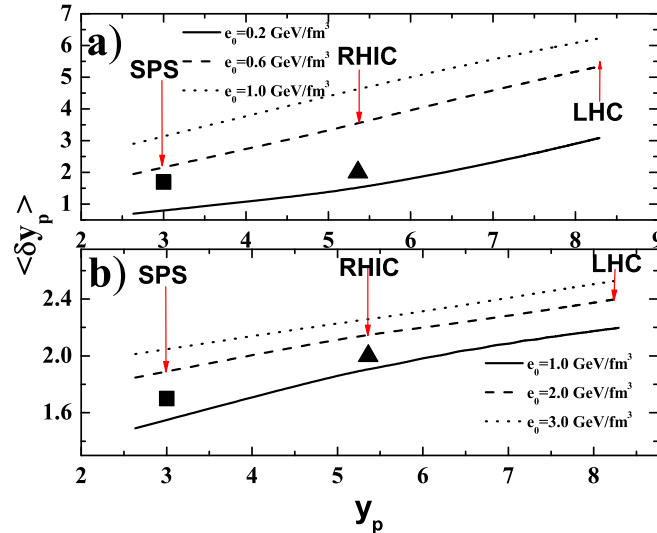 a)
e₀=0.2 GeV/fm³
e₀=0.6 GeV/fm³
e₀=1.0 GeV/fm³
SPS
RHIC
LHC
7
6
5
4
3
2
1
2 3 4 5 6 7 8 9
<δy_p>
b)
SPS
RHIC
LHC
2.4
2.0
1.6
e₀=1.0 GeV/fm³
e₀=2.0 GeV/fm³
e₀=3.0 GeV/fm³
2 3 4 5 6 7 8
y_p